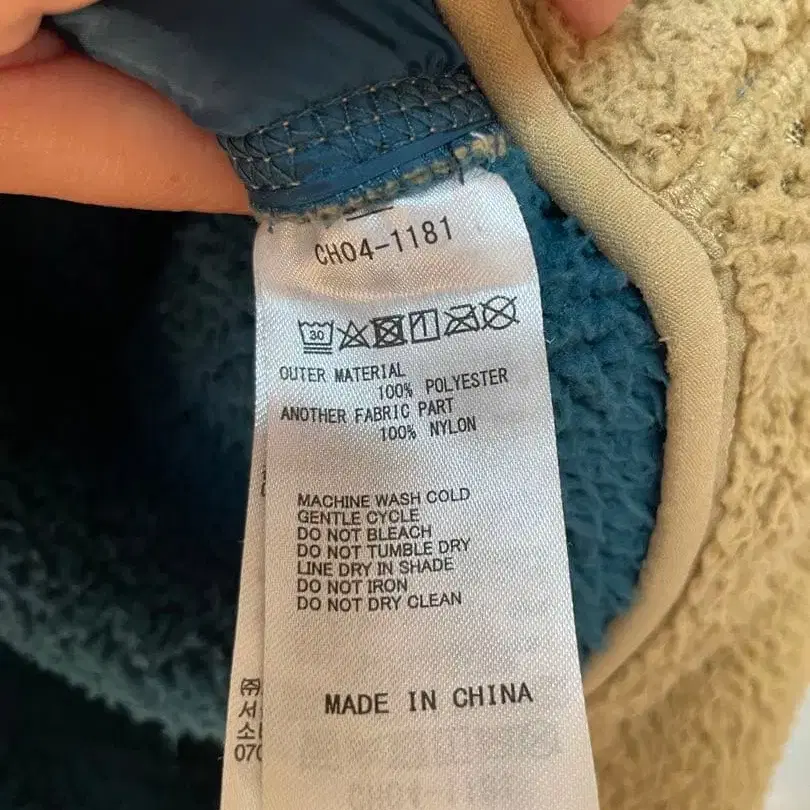 CH04-1181
30
OUTER MATERIAL
100% POLYESTER
ANOTHER FABRIC PART
100% NYLON
MACHINE WASH COLD
GENTLE CYCLE
DO NOT BLEACH
DO NOT TUMBLE DRY
LINE DRY IN SHADE
DO NOT IRON
DO NOT DRY CLEAN
MADE IN CHINA
(주)
서
소
070